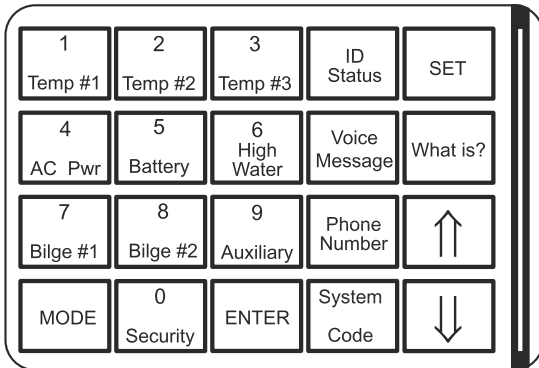 1
Temp #1
2
Temp #2
3
Temp #3
ID
Status
SET
4
AC Pwr
5
Battery
6
High
Water
Voice
Message
What is?
7
Bilge #1
8
Bilge #2
9
Auxiliary
Phone
Number
MODE
0
Security
ENTER
System
Code